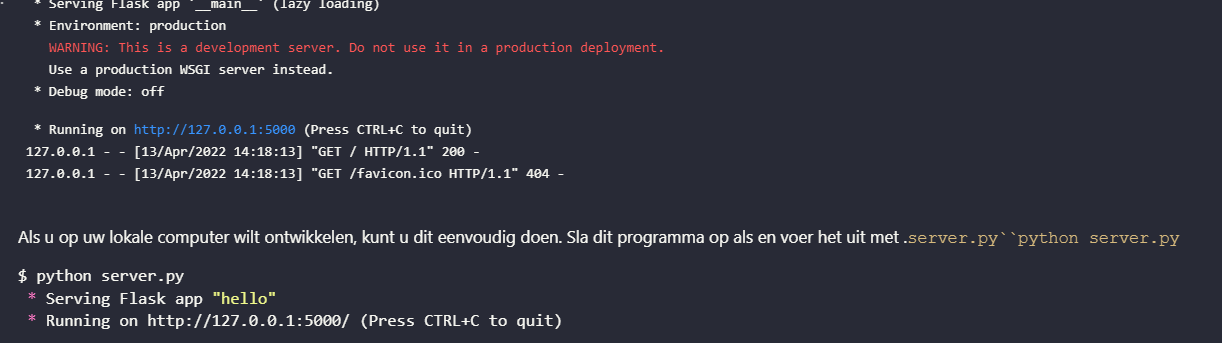 * Serving Flask app '__main__' (lazy loading)
* Environment: production
WARNING: This is a development server. Do not use it in a production deployment.
Use a production WSGI server instead.
* Debug mode: off
* Running on http://127.0.0.1:5000 (Press CTRL+C to quit)
127.0.0.1 - - [13/Apr/2022 14:18:13] "GET / HTTP/1.1" 200 -
127.0.0.1 - - [13/Apr/2022 14:18:13] "GET /favicon.ico HTTP/1.1" 404 -
Als u op uw lokale computer wilt ontwikkelen, kunt u dit eenvoudig doen. Sla dit programma op als en voer het uit met .server.py``python server.py
$ python server.py
* Serving Flask app "hello"
* Running on http://127.0.0.1:5000/ (Press CTRL+C to quit)